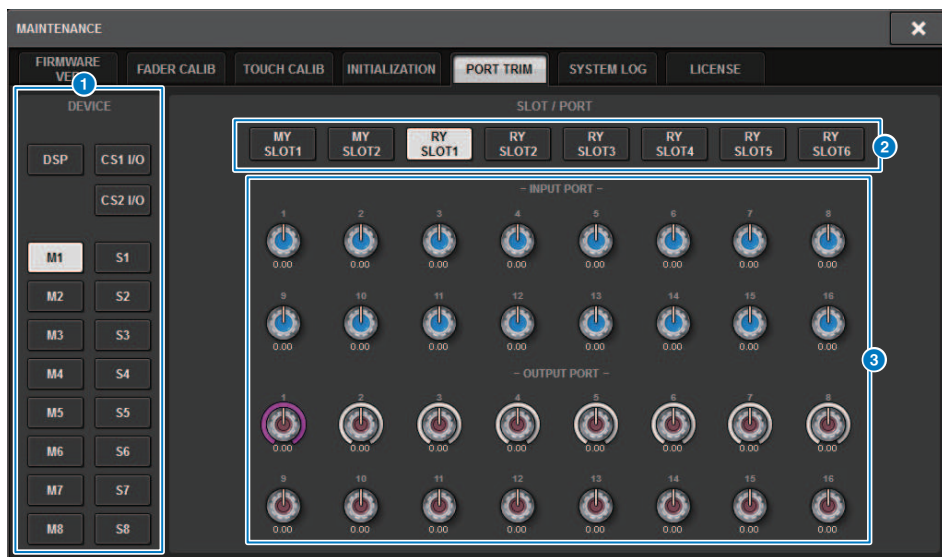 MAINTENANCE
FIRMWARE
VER
FADER CALIB
TOUCH CALIB
INITIALIZATION
PORT TRIM
SYSTEM LOG
LICENSE
1
DEVICE
DSP
CS1 I/O
CS2 I/O
M1
S1
M2
S2
M3
S3
M4
S4
M5
S5
M6
S6
M7
S7
M8
S8
SLOT / PORT
MY
SLOT1
MY
SLOT2
RY
SLOT1
RY
SLOT2
RY
SLOT3
RY
SLOT4
RY
SLOT5
RY
SLOT6
2
– INPUT PORT –
1 2 3 4 5 6 7 8
0.00 0.00 0.00 0.00 0.00 0.00 0.00 0.00
9 10 11 12 13 14 15 16
0.00 0.00 0.00 0.00 0.00 0.00 0.00 0.00
3
– OUTPUT PORT –
1 2 3 4 5 6 7 8
0.00 0.00 0.00 0.00 0.00 0.00 0.00 0.00
9 10 11 12 13 14 15 16
0.00 0.00 0.00 0.00 0.00 0.00 0.00 0.00